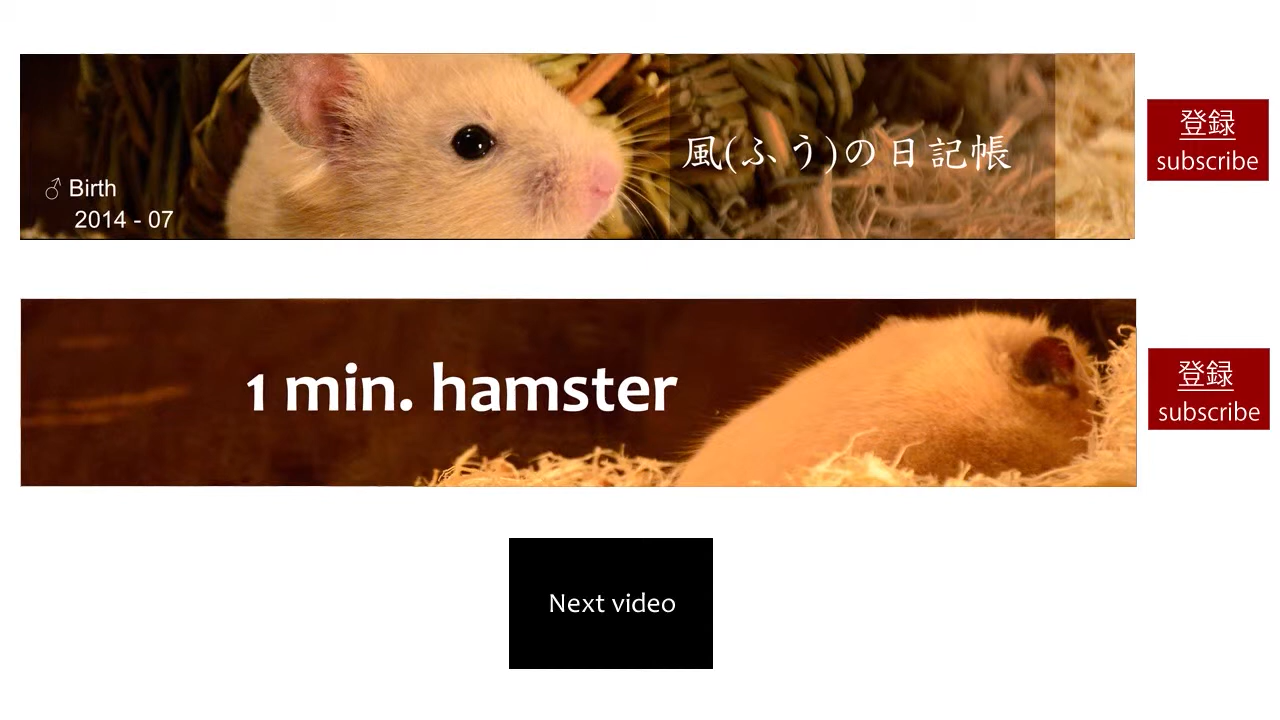 ♂ Birth
2014 - 07
風(ふう)の日記帳
登録
subscribe
1 min. hamster
登録
subscribe
Next video